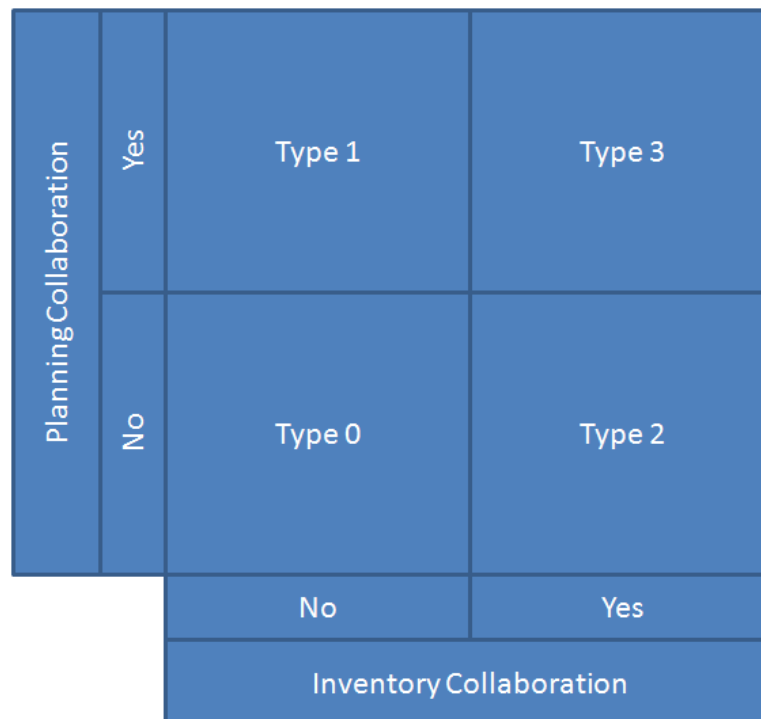 Planning Collaboration
Yes
Type 1
Type 3
No
Type 0
Type 2
No
Yes
Inventory Collaboration